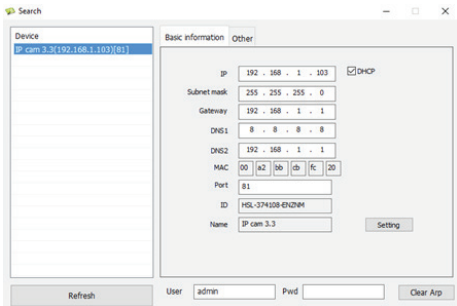 Search
Device
IP cam 3.3(192.168.1.103)[81]
Basic information Other
IP 192 . 168 . 1 . 103 DHCP
Subnet mask 255 . 255 . 255 . 0
Gateway 192 . 168 . 1 . 1
DNS1 8 . 8 . 8 . 8
DNS2 192 . 168 . 1 . 1
MAC 00 a2 bb cb fc 20
Port 81
ID HSL-374108-ENZNM
Name IP cam 3.3 Setting
Refresh User admin Pwd Clear Arp